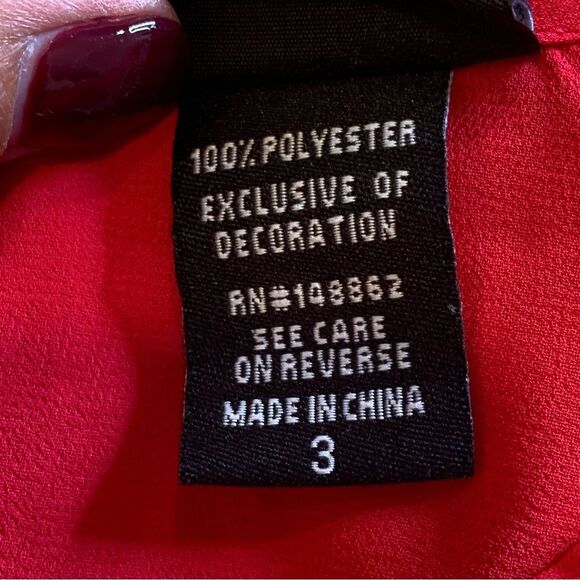 100% POLYESTER
EXCLUSIVE OF
DECORATION
RN#148862
SEE CARE
ON REVERSE
MADE IN CHINA
3